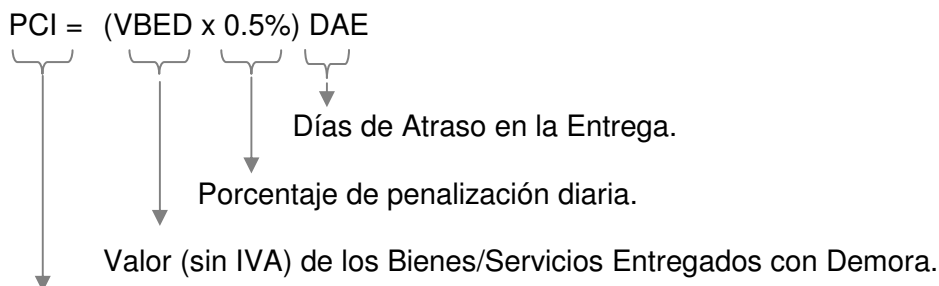 PCI = (VBED x 0.5%) DAE
Días de Atraso en la Entrega.
Porcentaje de penalización diaria.
Valor (sin IVA) de los Bienes/Servicios Entregados con Demora.